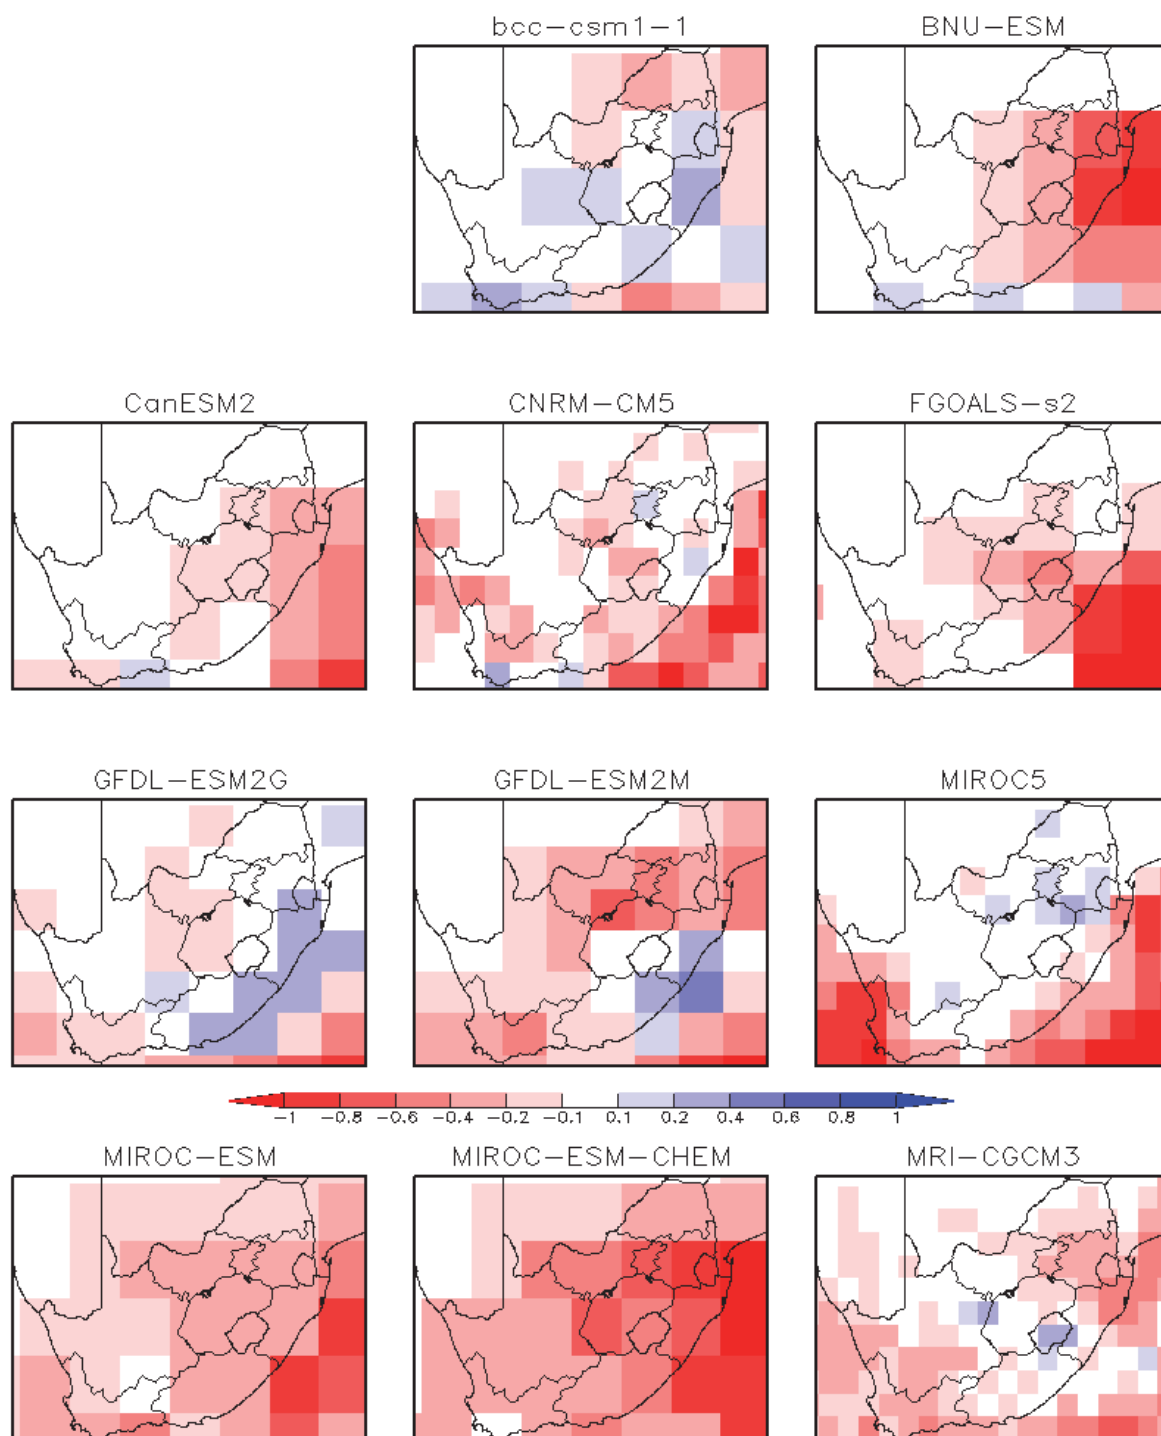 bcc-csm1-1 BNU-ESM
CanESM2 CNRM-CM5 FGOALS-s2
GFDL-ESM2G GFDL-ESM2M MIROC5
-1 -0.8 -0.6 -0.4 -0.2 -0.1 0.1 0.2 0.4 0.6 0.8 1
MIROC-ESM MIROC-ESM-CHEM MRI-CGCM3